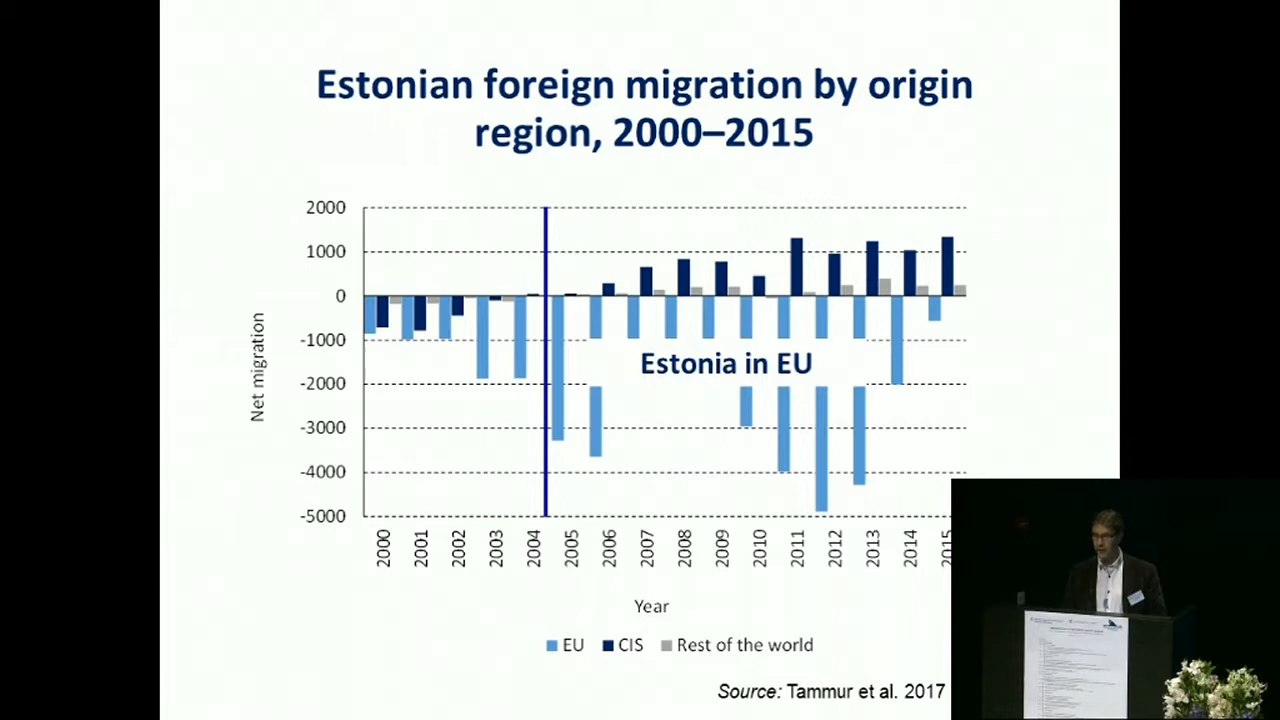 Estonian foreign migration by origin
region, 2000–2015
2000
1000
0
-1000
-2000
-3000
-4000
-5000
Net migration
Estonia in EU
2000
2001
2002
2003
2004
2005
2006
2007
2008
2009
2010
2011
2012
2013
2014
2015
Year
EU
CIS
Rest of the world
Source: Tammur et al. 2017